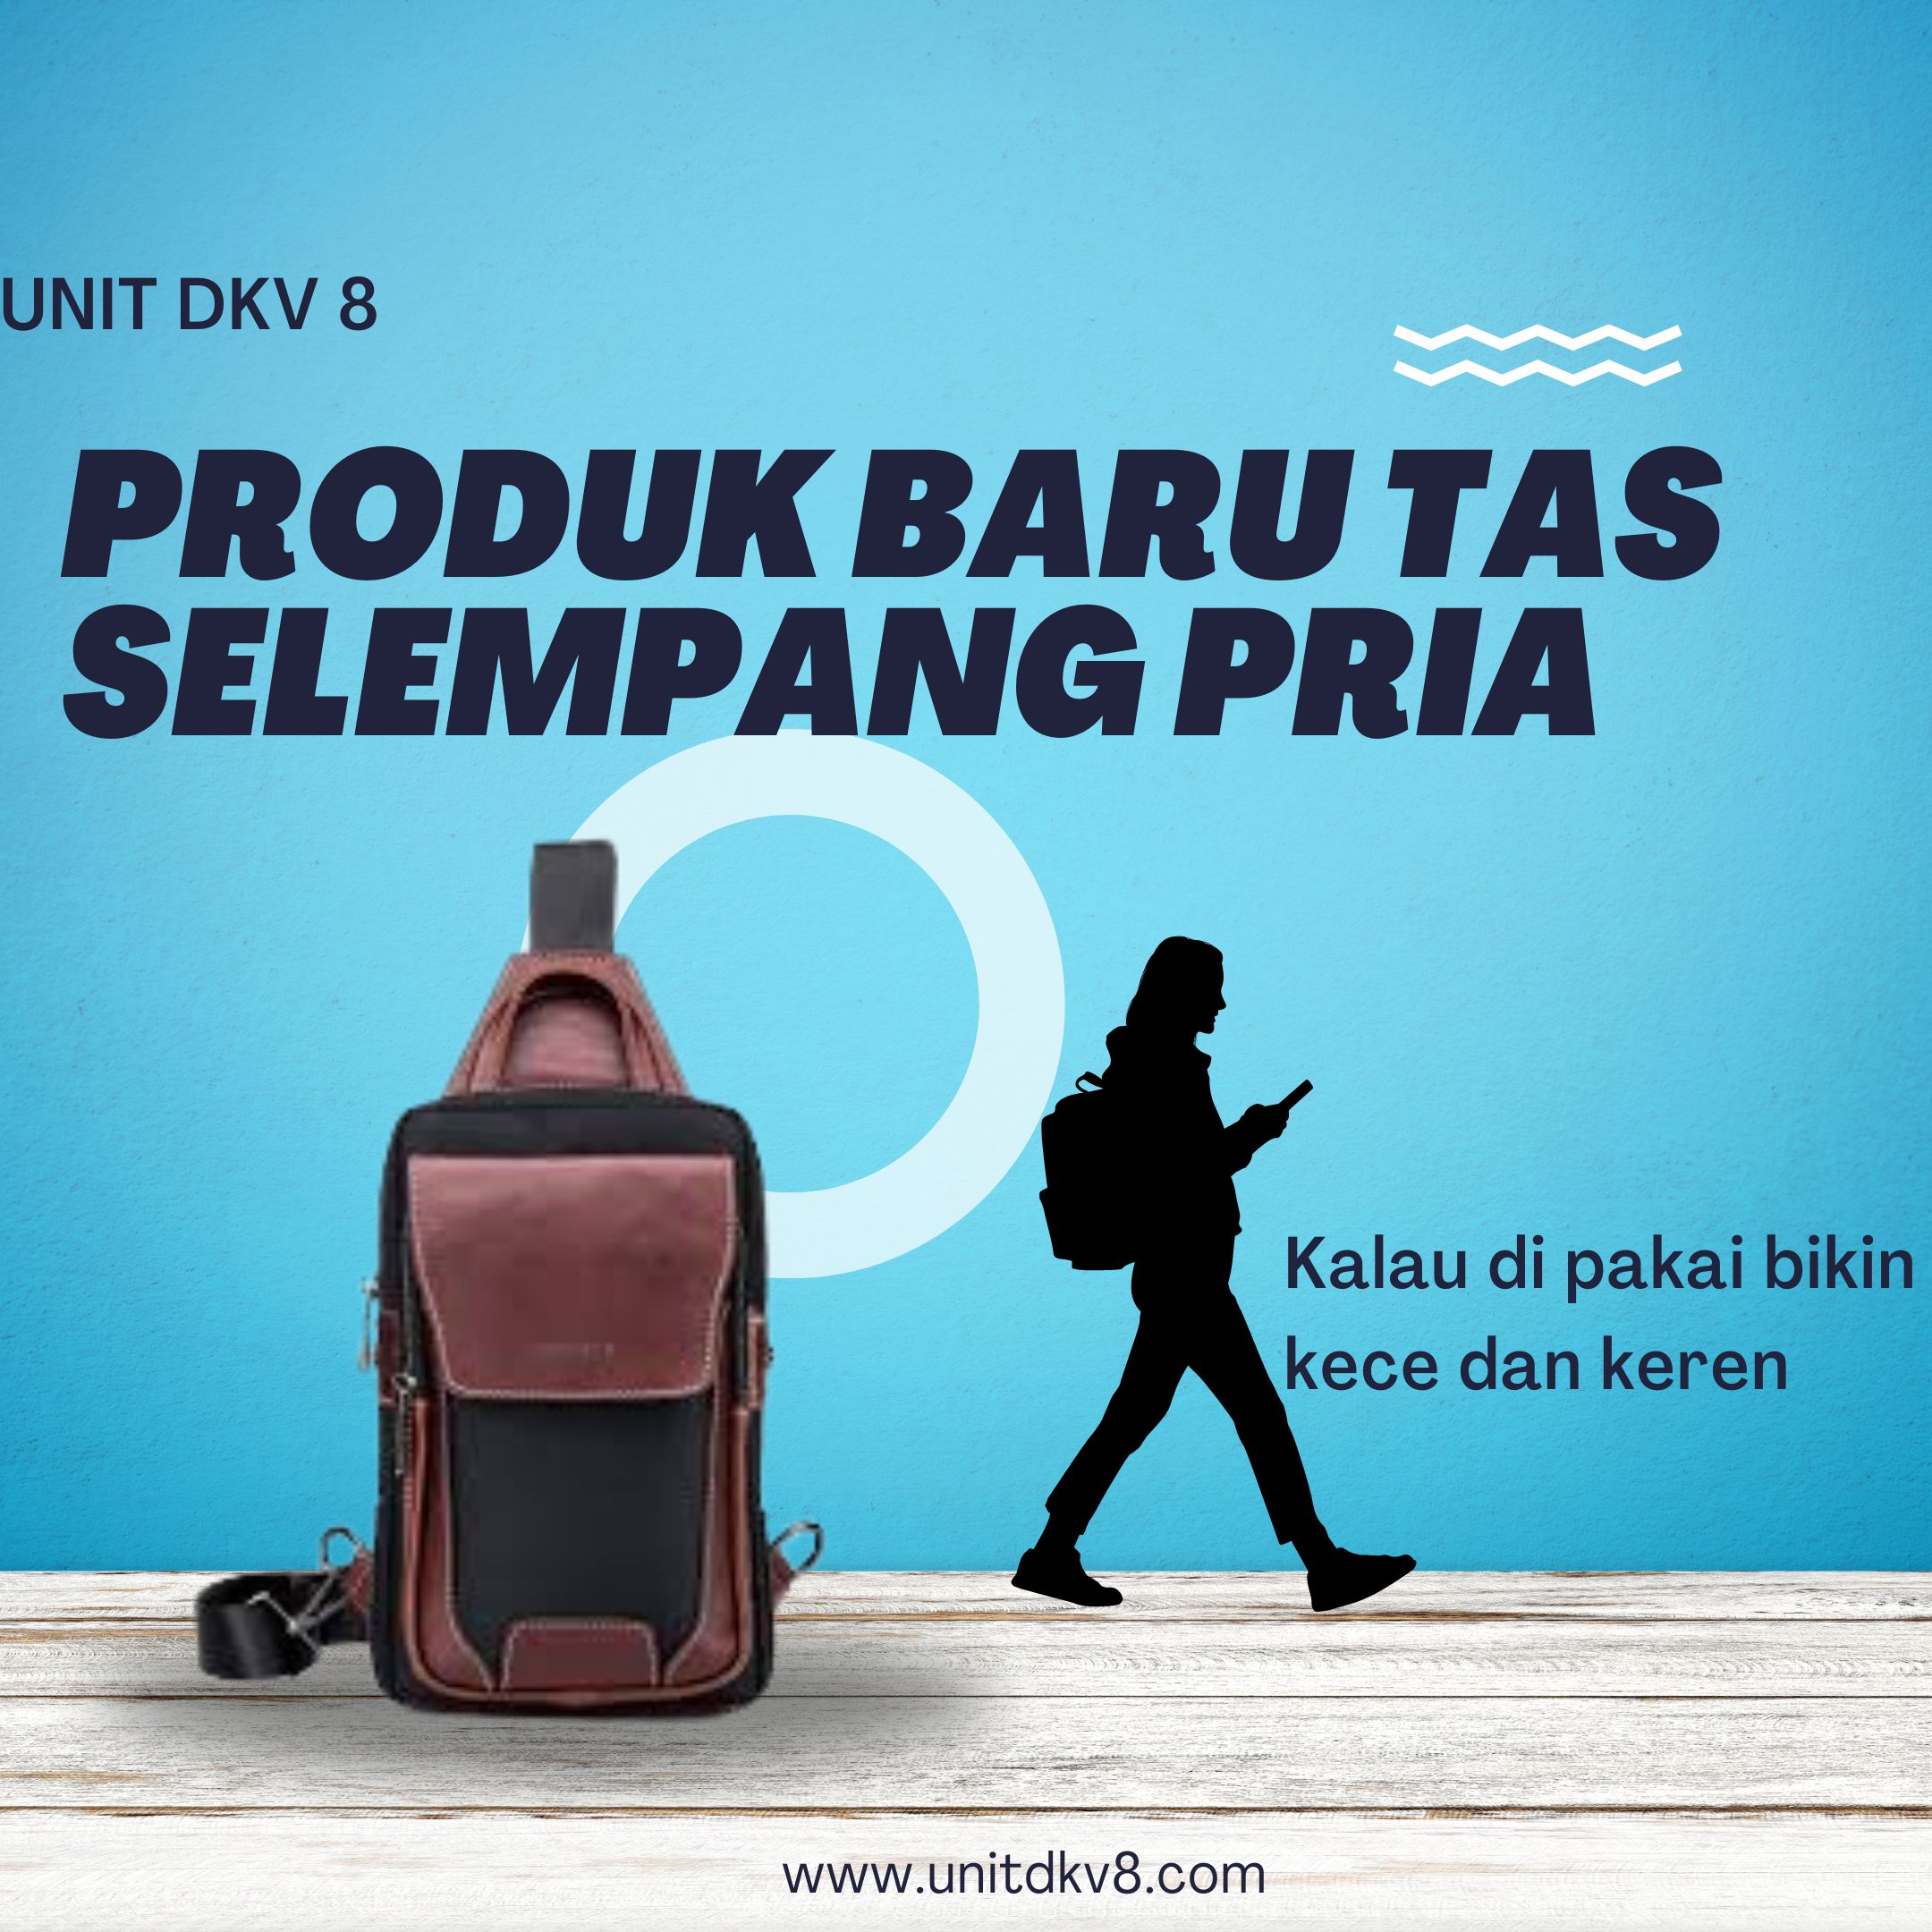 UNIT DKV 8
PRODUK BARU TAS
SELEMPANG PRIA
Kalau di pakai bikin
kece dan keren
www.unitdkv8.com